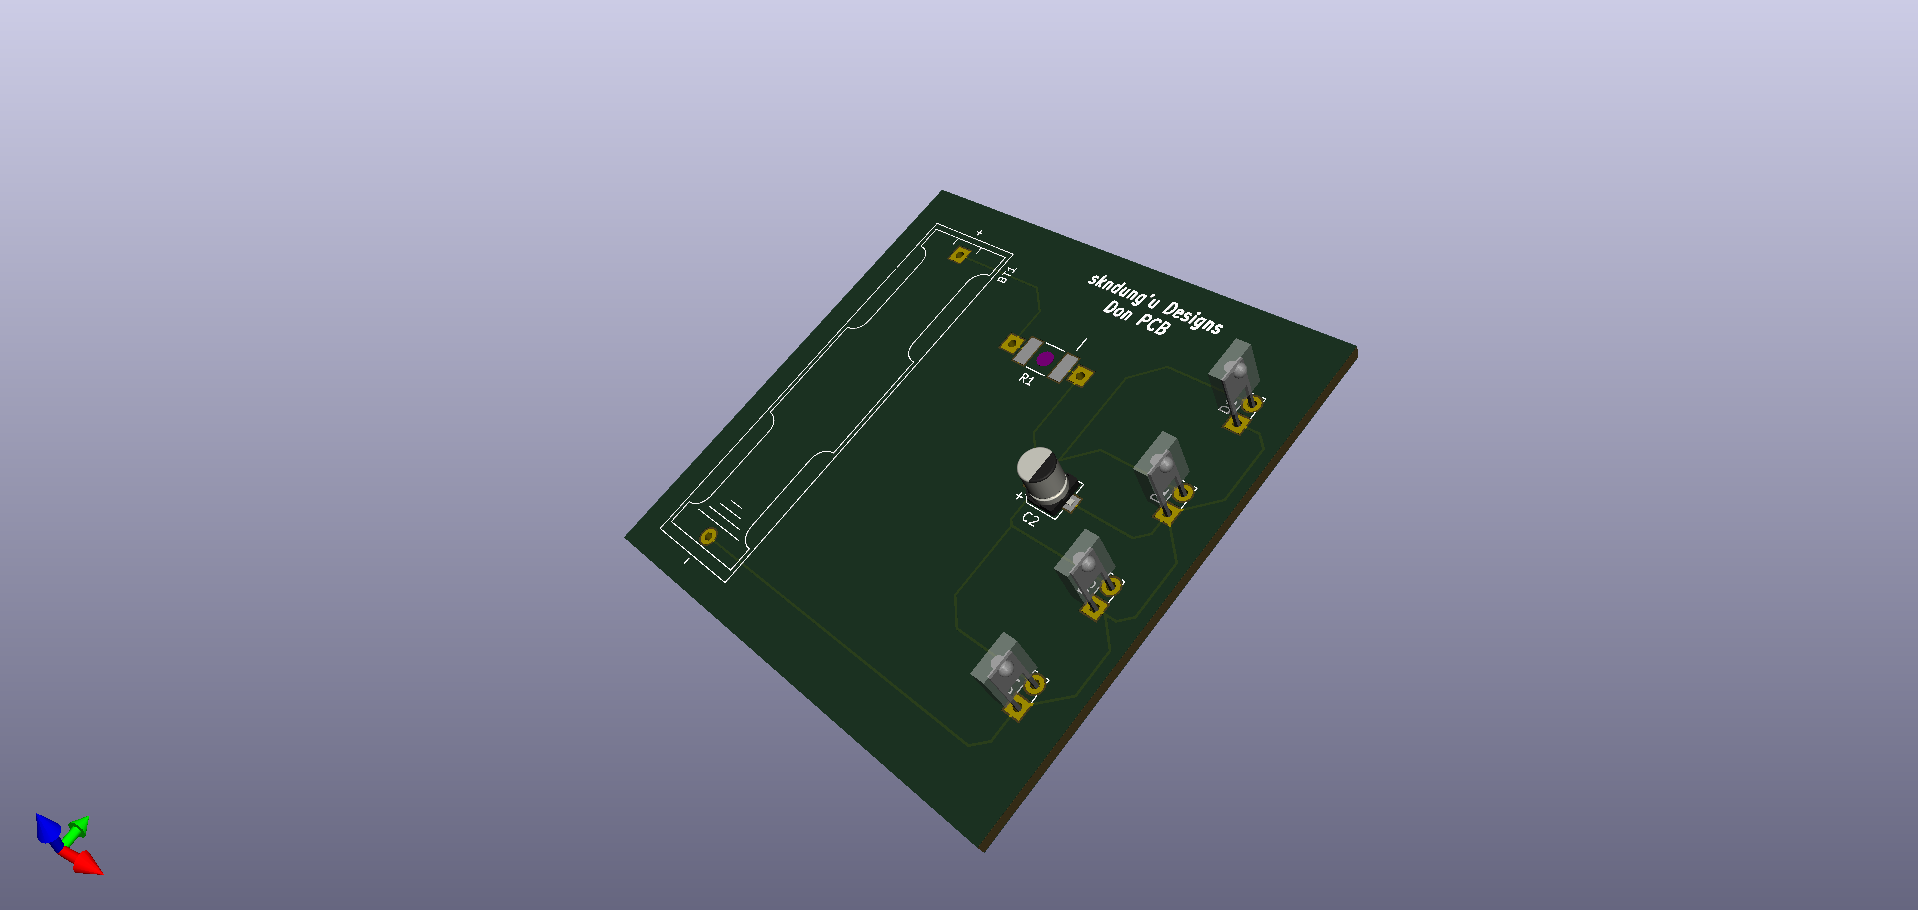 +
BT1
skndung'u Designs
Don PCB
R1
+
C2
-